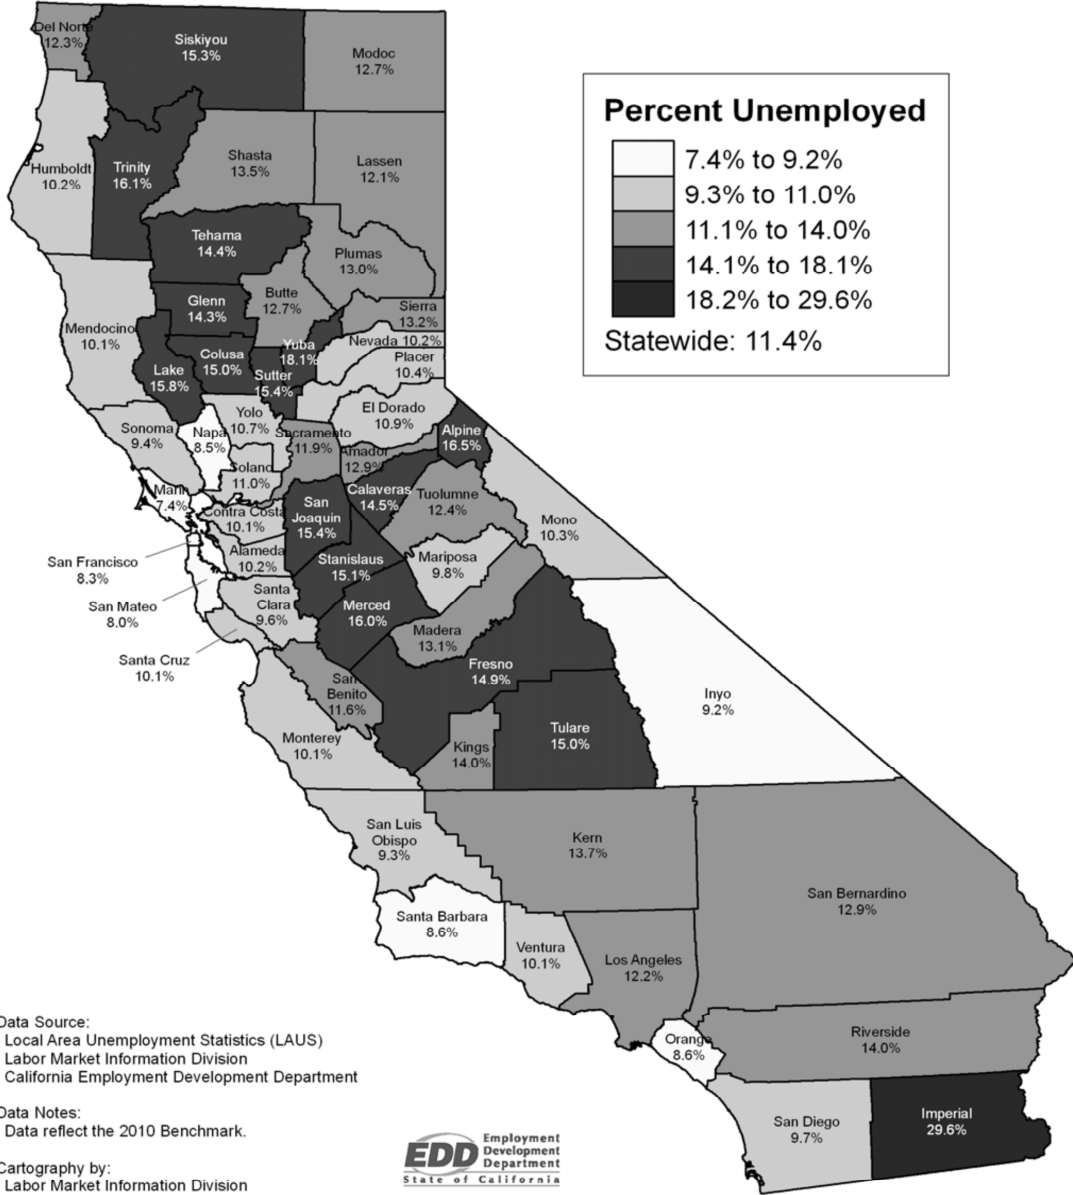 Del Norte
12.3%
Siskiyou
15.3%
Modoc
12.7%
Percent Unemployed
7.4% to 9.2%
9.3% to 11.0%
11.1% to 14.0%
14.1% to 18.1%
18.2% to 29.6%
Statewide: 11.4%
Humboldt
10.2%
Trinity
16.1%
Shasta
13.5%
Lassen
12.1%
Tehama
14.4%
Plumas
13.0%
Glenn
14.3%
Butte
12.7%
Sierra
13.2%
Mendocino
10.1%
Nevada 10.2%
Yuba
18.1%
Colusa
15.0%
Placer
10.4%
Lake
15.8%
Sutter
15.4%
El Dorado
10.9%
Sonoma
9.4%
Napa
8.5%
Yolo
10.7%
Sacramento
11.9%
Alpine
16.5%
Amador
12.9%
Solano
11.0%
Marin
7.4%
Calaveras
14.5%
Tuolumne
12.4%
San
Joaquin
15.4%
Contra Costa
10.1%
Mono
10.3%
San Francisco
8.3%
Alameda
10.2%
Stanislaus
15.1%
Mariposa
9.8%
San Mateo
8.0%
Santa
Clara
9.6%
Merced
16.0%
Madera
13.1%
Santa Cruz
10.1%
Fresno
14.9%
San
Benito
11.6%
Inyo
9.2%
Monterey
10.1%
Kings
14.0%
Tulare
15.0%
San Luis
Obispo
9.3%
Kern
13.7%
San Bernardino
12.9%
Santa Barbara
8.6%
Ventura
10.1%
Los Angeles
12.2%
Orange
8.6%
Riverside
14.0%
San Diego
9.7%
Imperial
29.6%
Data Source:
Local Area Unemployment Statistics (LAUS)
Labor Market Information Division
California Employment Development Department
Data Notes:
Data reflect the 2010 Benchmark.
Cartography by:
Labor Market Information Division
EDD
Employment
Development
Department
State of California